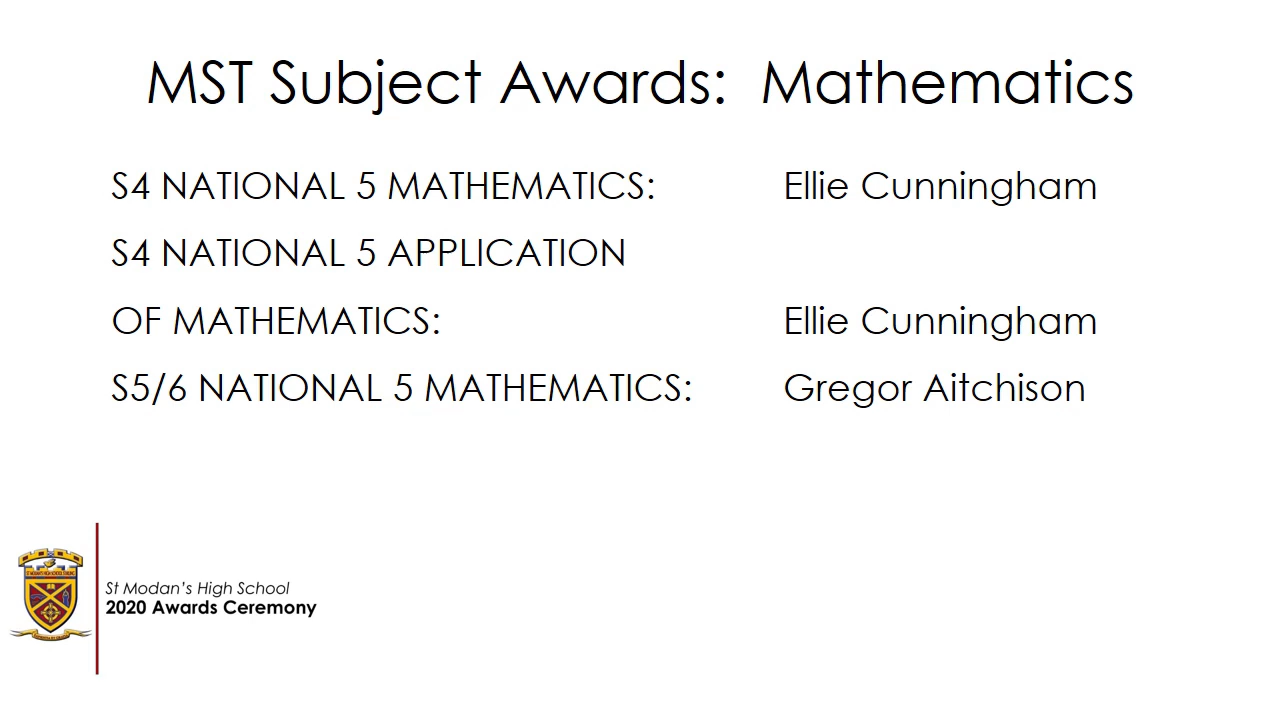 MST Subject Awards: Mathematics
S4 NATIONAL 5 MATHEMATICS: Ellie Cunningham
S4 NATIONAL 5 APPLICATION
OF MATHEMATICS: Ellie Cunningham
S5/6 NATIONAL 5 MATHEMATICS: Gregor Aitchison
St Modan's High School
2020 Awards Ceremony